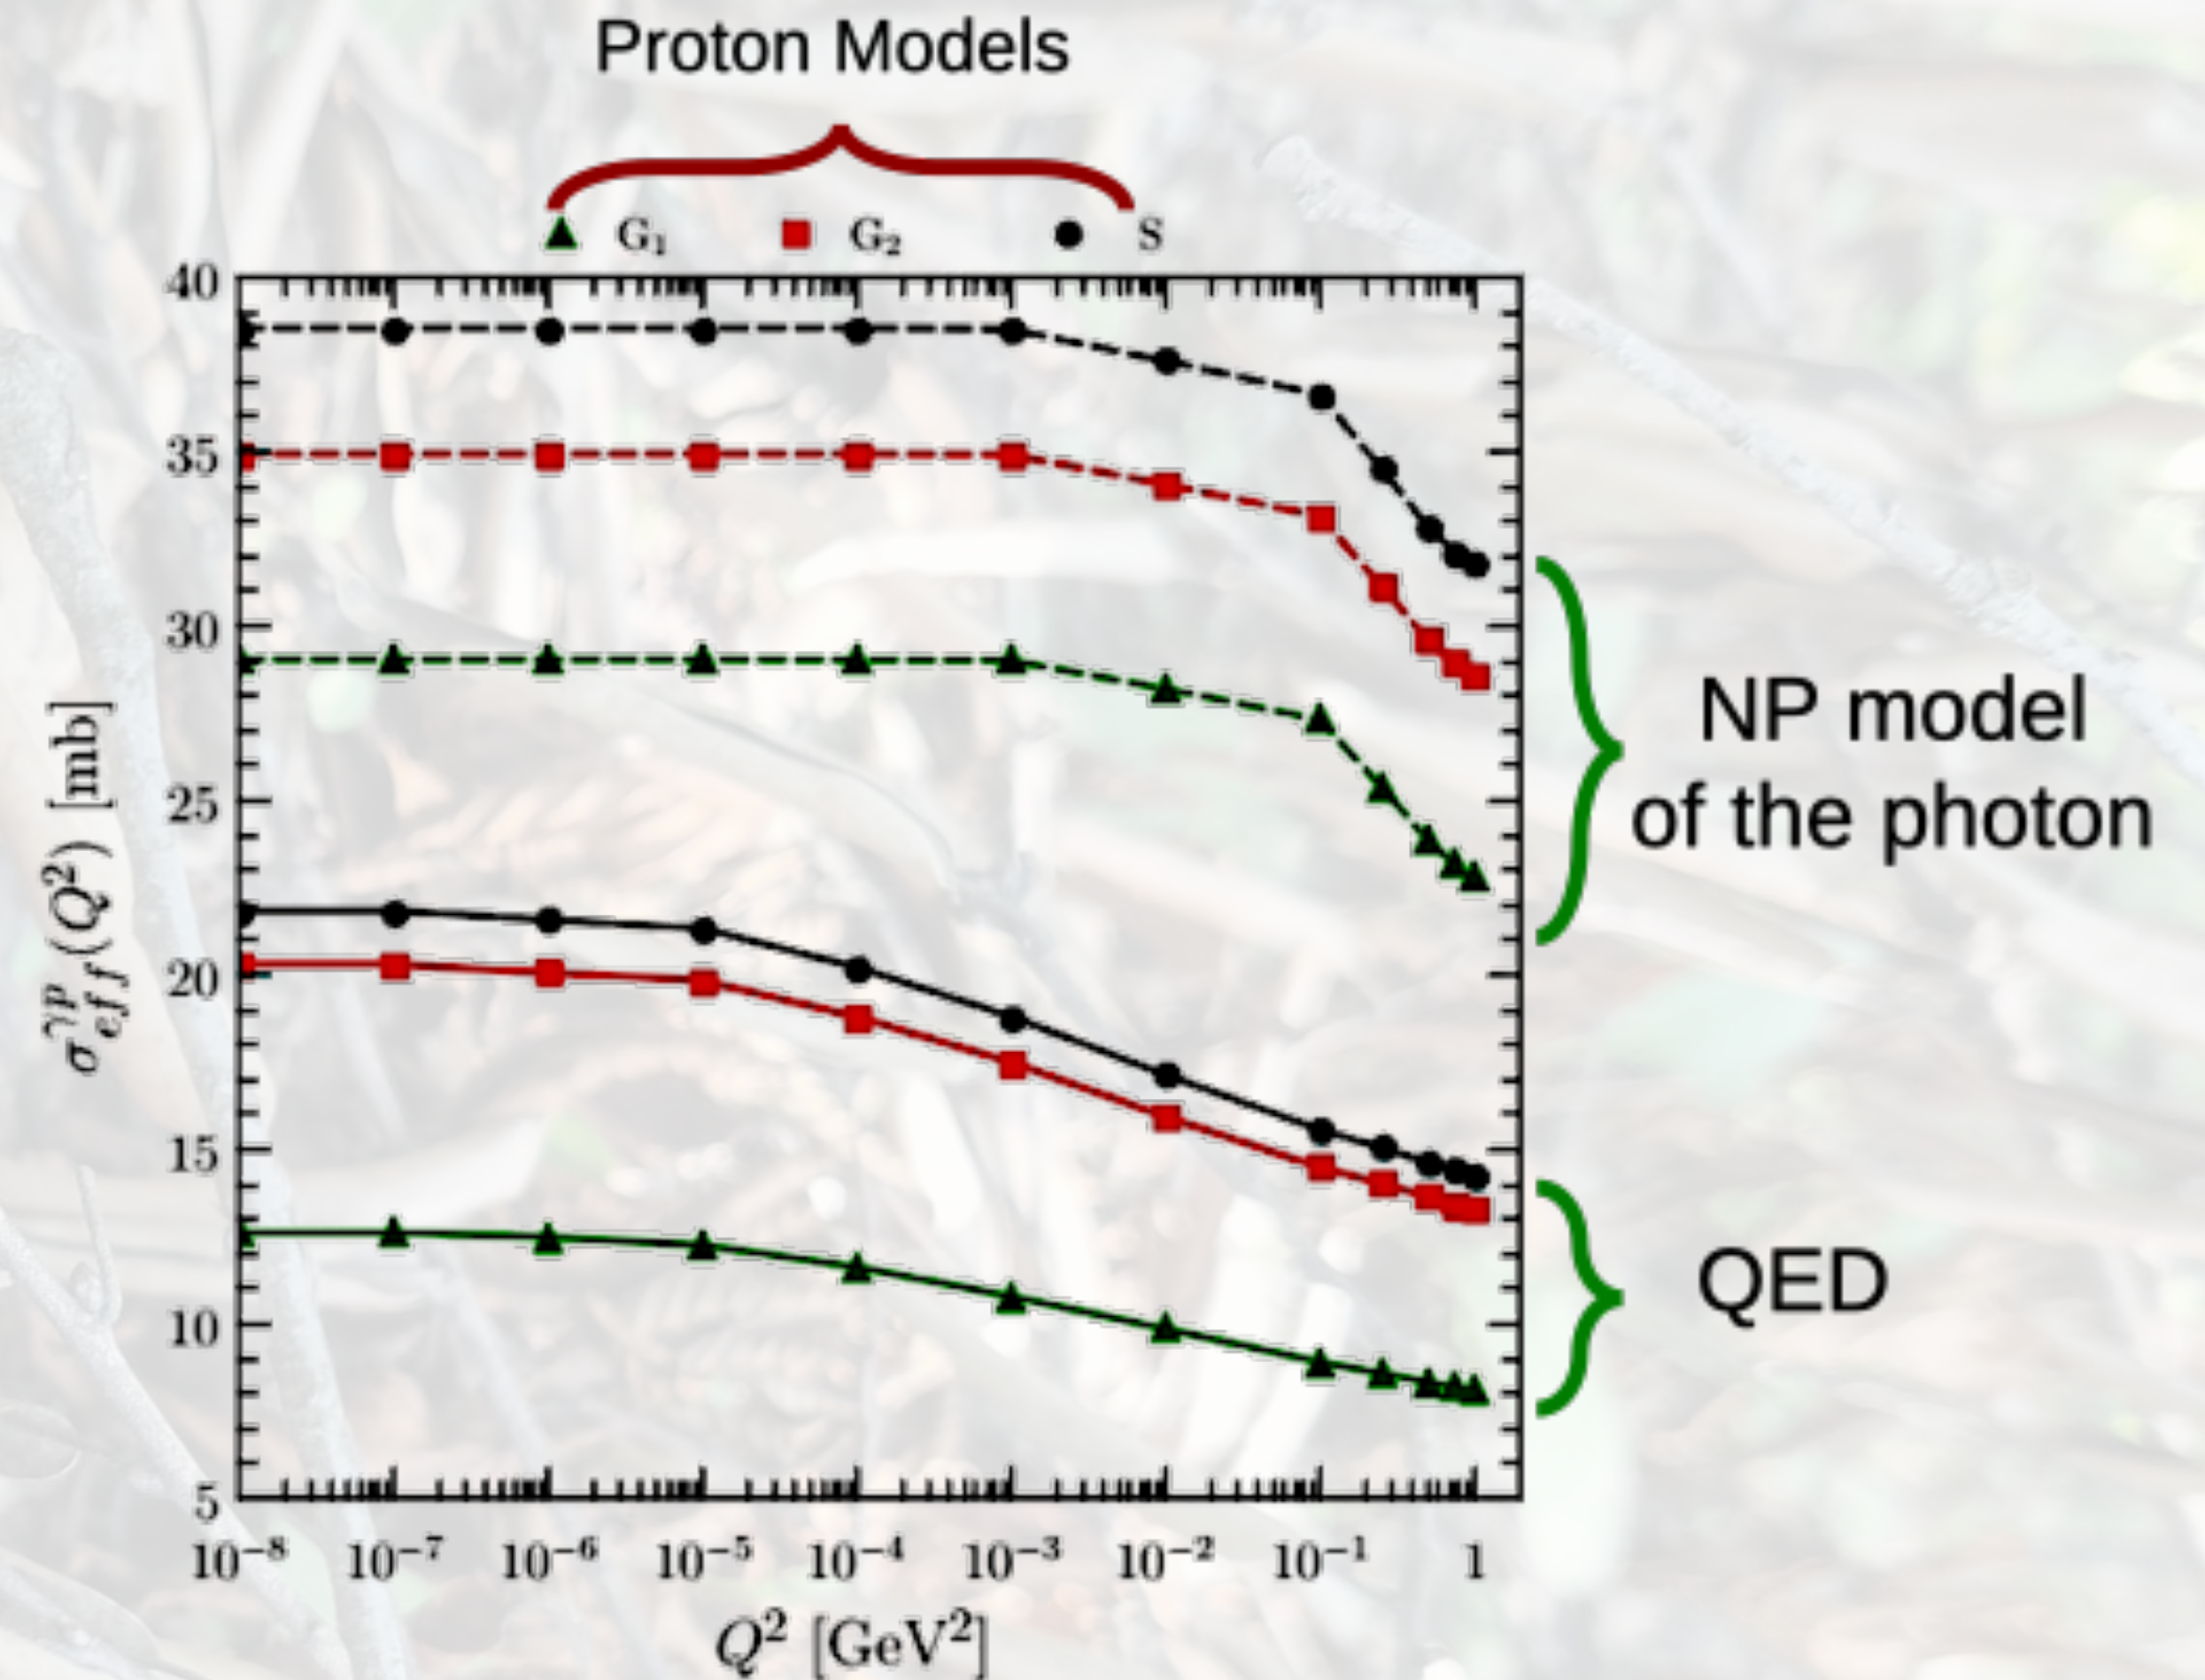 Proton Models
G₁ G₂ S
40
35
30
25
20
15
10
5
σ_{eff}^{γp}(Q²) [mb]
10⁻⁸ 10⁻⁷ 10⁻⁶ 10⁻⁵ 10⁻⁴ 10⁻³ 10⁻² 10⁻¹ 1
Q² [GeV²]
NP model
of the photon
QED